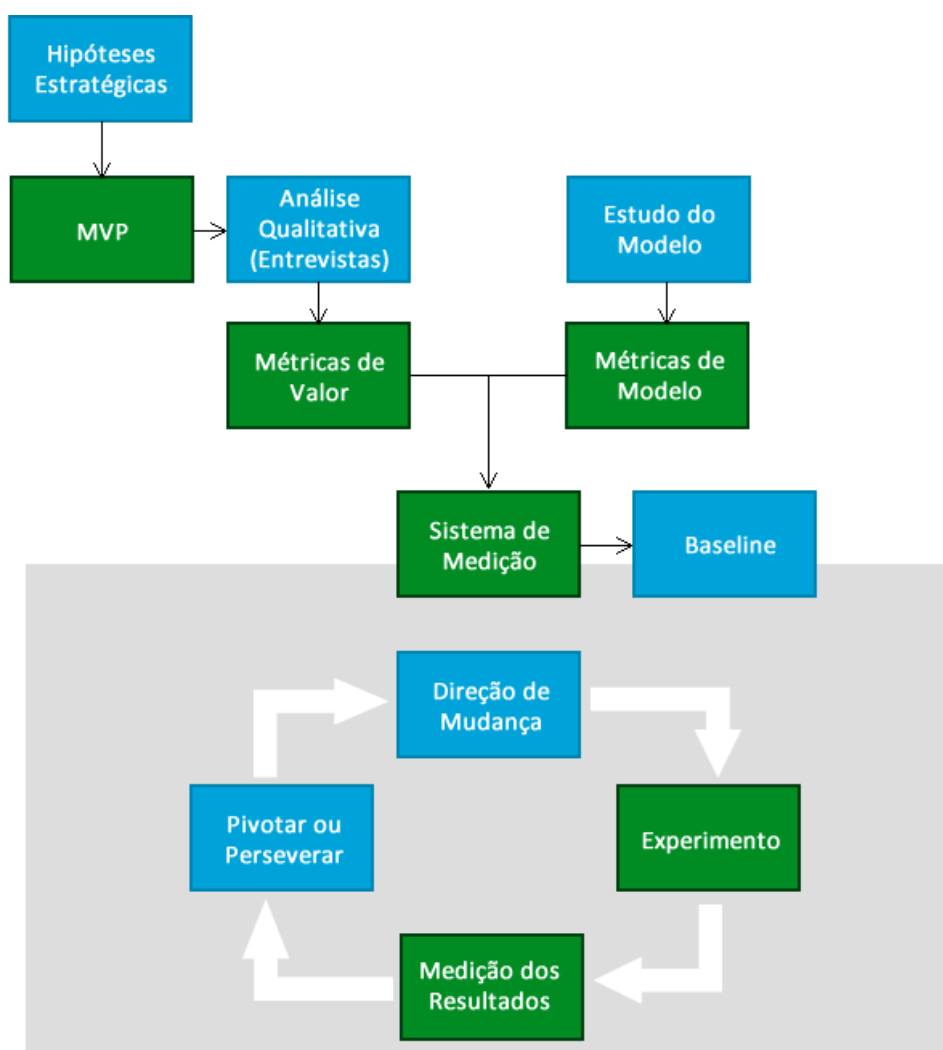 Hipóteses
Estratégicas
MVP
Análise
Qualitativa
(Entrevistas)
Estudo do
Modelo
Métricas de
Valor
Métricas de
Modelo
Sistema de
Medição
Baseline
Direção de
Mudança
Pivotar ou
Perseverar
Experimento
Medição dos
Resultados